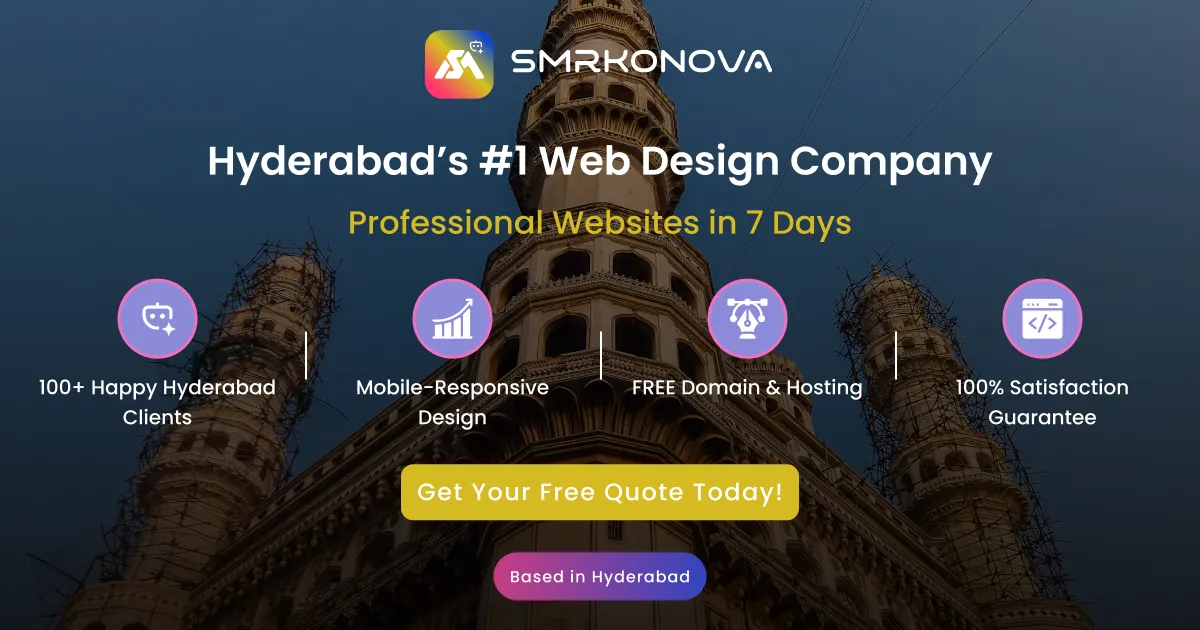 SMRKONOVA
Hyderabad’s #1 Web Design Company
Professional Websites in 7 Days
100+ Happy Hyderabad
Clients
Mobile-Responsive
Design
FREE Domain & Hosting
100% Satisfaction
Guarantee
Get Your Free Quote Today!
Based in Hyderabad